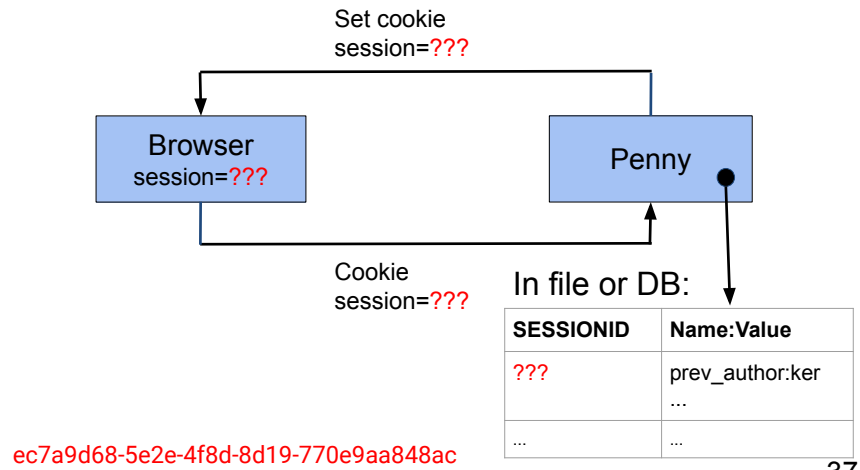 Set cookie
session=???
Browser
session=???
Penny
Cookie
session=???
In file or DB:
SESSIONID Name:Value
??? prev_author:ker
...
... ...
ec7a9d68-5e2e-4f8d-8d19-770e9aa848ac
37